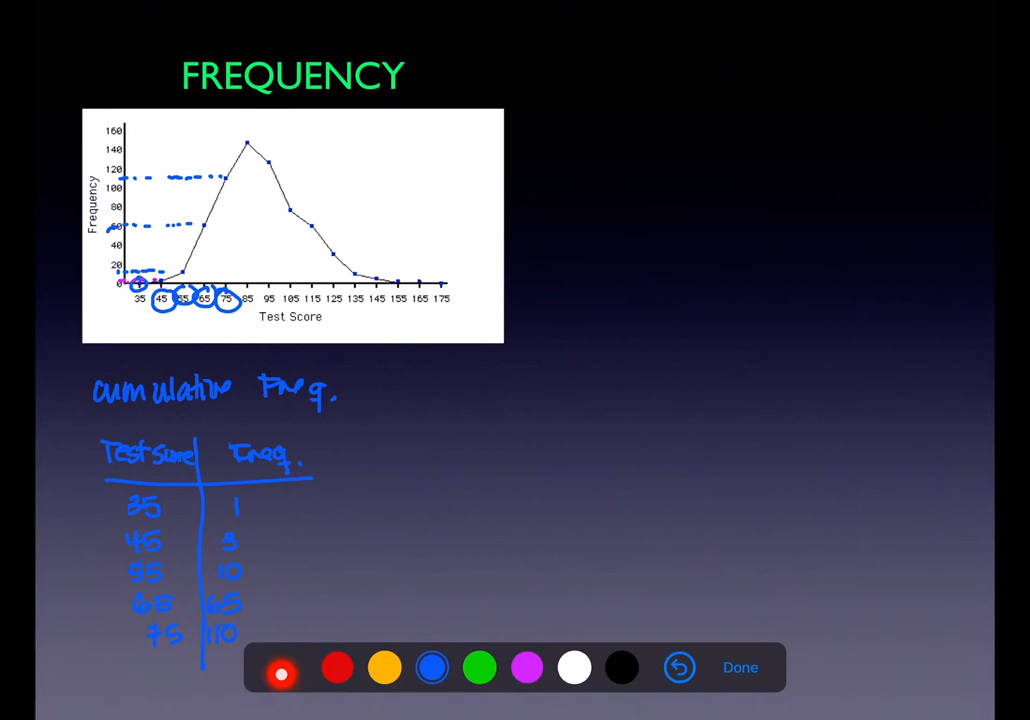 FREQUENCY
160
140
120
100
80
60
40
20
0
Frequency
35 45 55 65 75 85 95 105 115 125 135 145 155 165 175
Test Score
cumulative Freq.
Test Score Freq.
35 1
45 3
55 10
65 65
75 110
Done